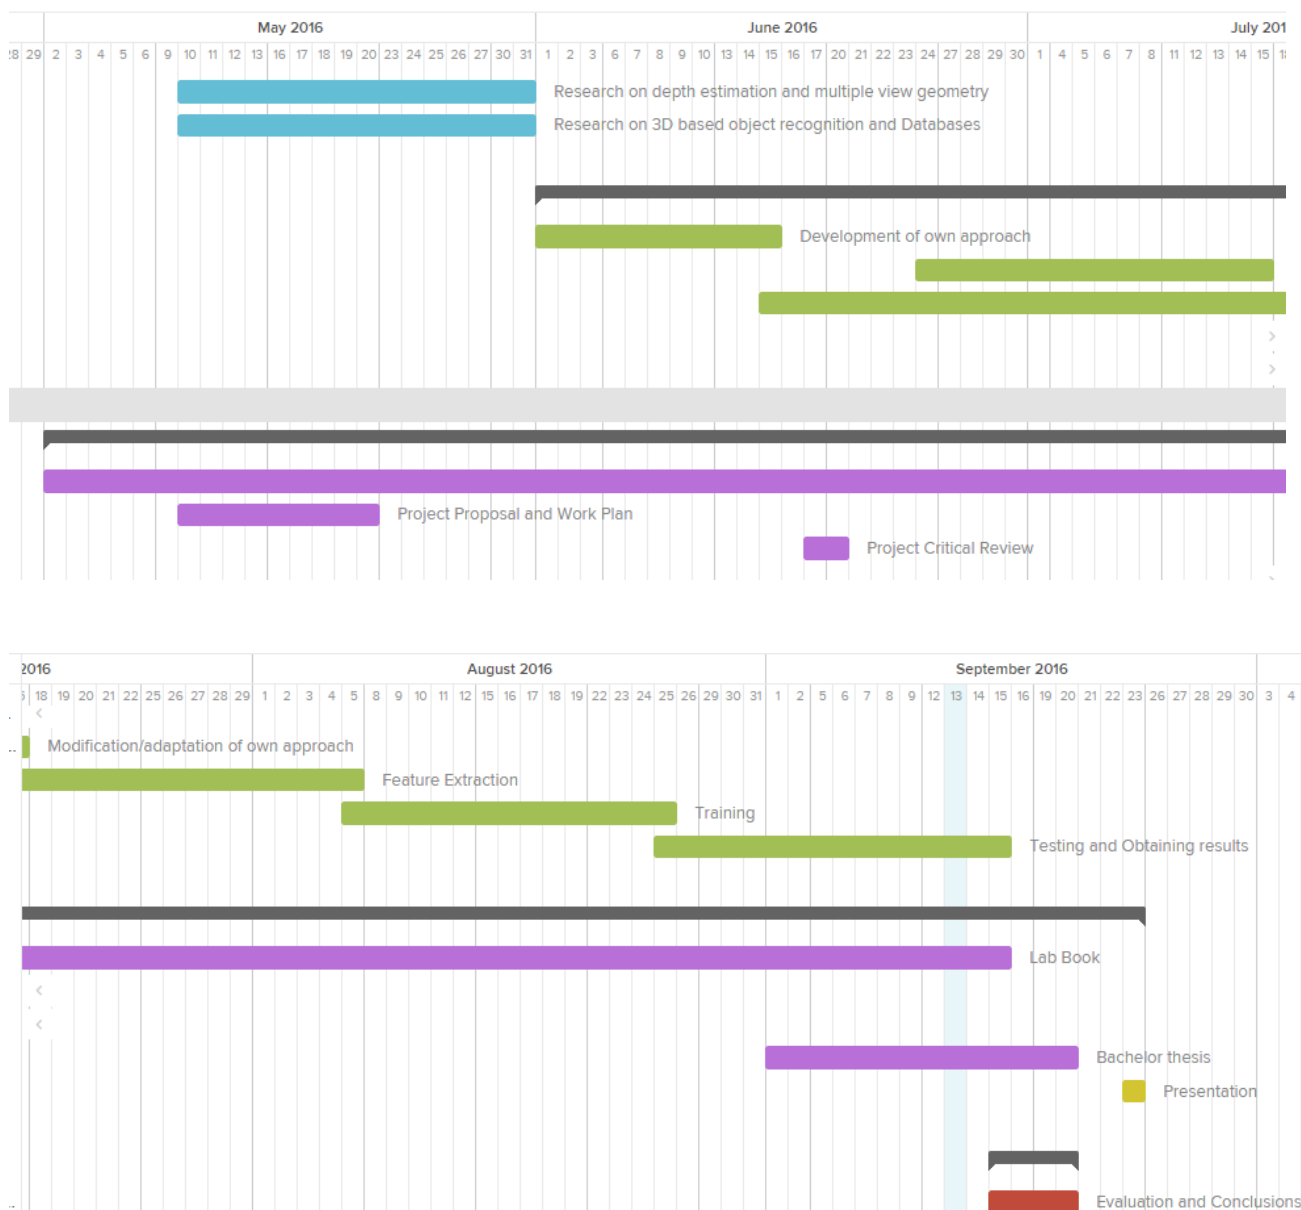 May 2016 June 2016 July 201
28 29 2 3 4 5 6 9 10 11 12 13 16 17 18 19 20 23 24 25 26 27 30 31 1 2 3 6 7 8 9 10 13 14 15 16 17 20 21 22 23 24 27 28 29 30 1 4 5 6 7 8 11 12 13 14 15 18
Research on depth estimation and multiple view geometry
Research on 3D based object recognition and Databases
Development of own approach
Project Proposal and Work Plan
Project Critical Review
2016 August 2016 September 2016
18 19 20 21 22 25 26 27 28 29 1 2 3 4 5 8 9 10 11 12 15 16 17 18 19 22 23 24 25 26 29 30 31 1 2 5 6 7 8 9 12 13 14 15 16 19 20 21 22 23 26 27 28 29 30 3 4
... Modification/adaptation of own approach
Feature Extraction
Training
Testing and Obtaining results
Lab Book
Bachelor thesis
Presentation
Evaluation and Conclusions